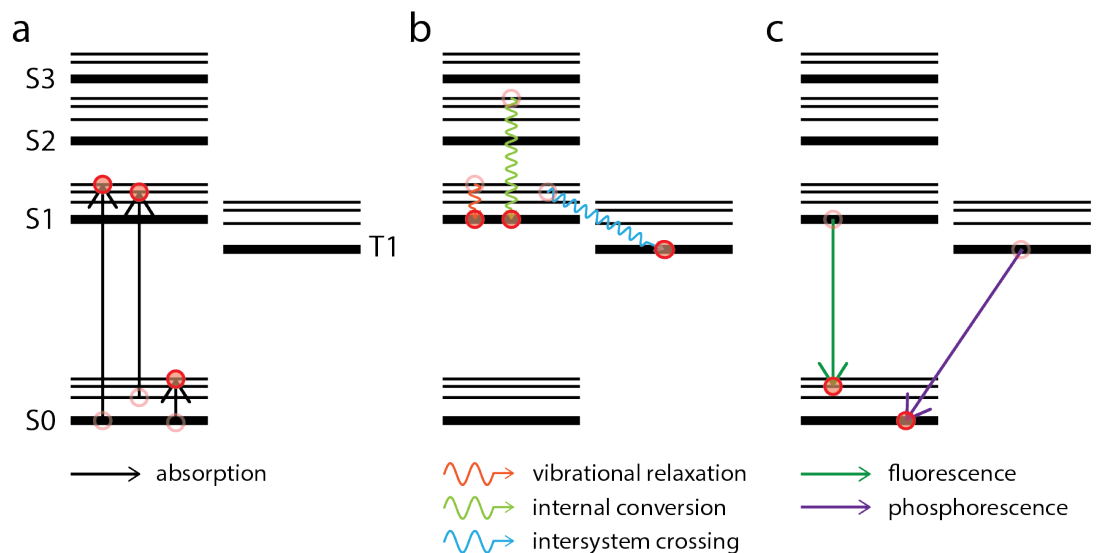 a
b
c
S3
S2
S1
T1
S0
absorption
vibrational relaxation
internal conversion
intersystem crossing
fluorescence
phosphorescence